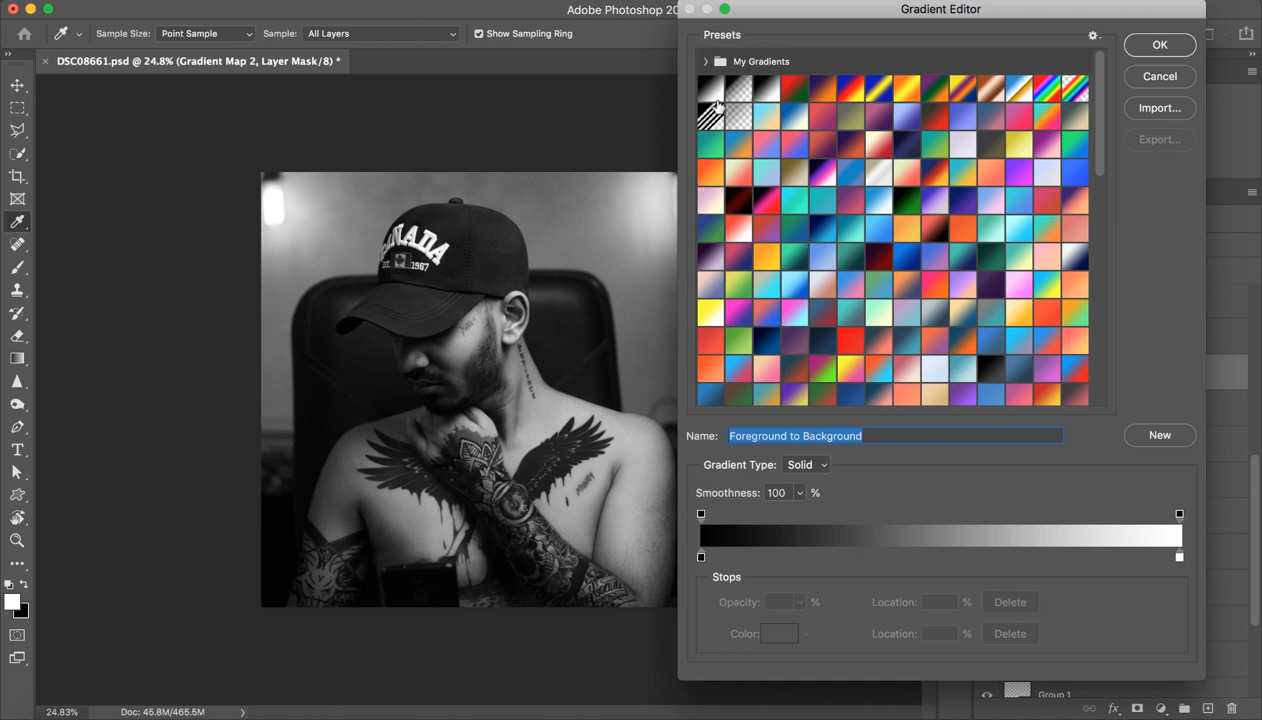 Adobe Photoshop 20
Gradient Editor
Sample Size: Point Sample
Sample: All Layers
Show Sampling Ring
Presets
OK
DSC08661.psd @ 24.8% (Gradient Map 2, Layer Mask/8) *
My Gradients
Cancel
Import...
Export...
CANADA
EST. 1967
Name: Foreground to Background
New
Gradient Type: Solid
Smoothness: 100 %
Stops
Opacity: %
Location: %
Delete
Color:
Location: %
Delete
Group 1
24.83%
Doc: 45.8M/465.5M